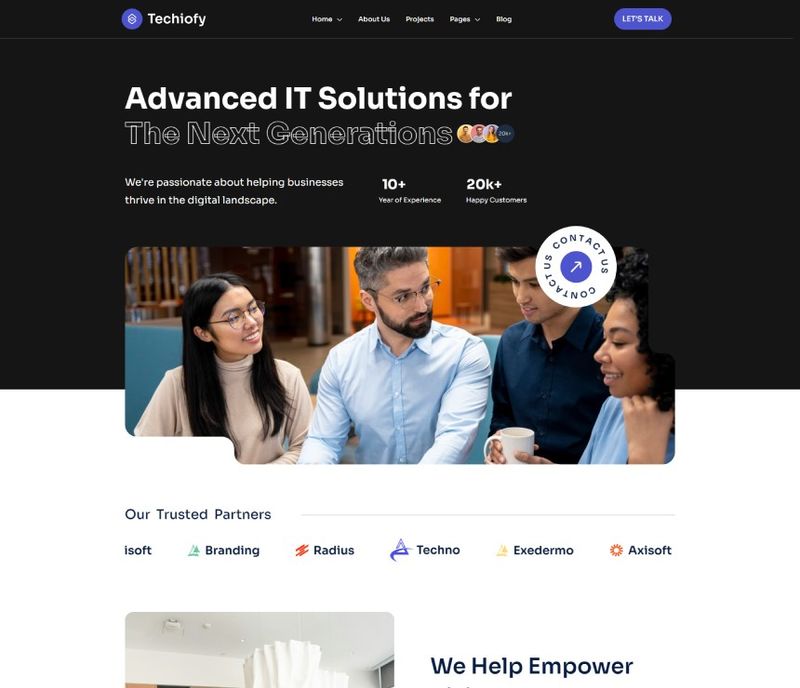 Techiofy
Home About Us Projects Pages Blog
LET'S TALK
Advanced IT Solutions for
The Next Generations
20k+
We're passionate about helping businesses
thrive in the digital landscape.
10+
Year of Experience
20k+
Happy Customers
CONTACT US CONTACT US
Our Trusted Partners
isoft Branding Radius Techno Exedermo Axisoft
We Help Empower